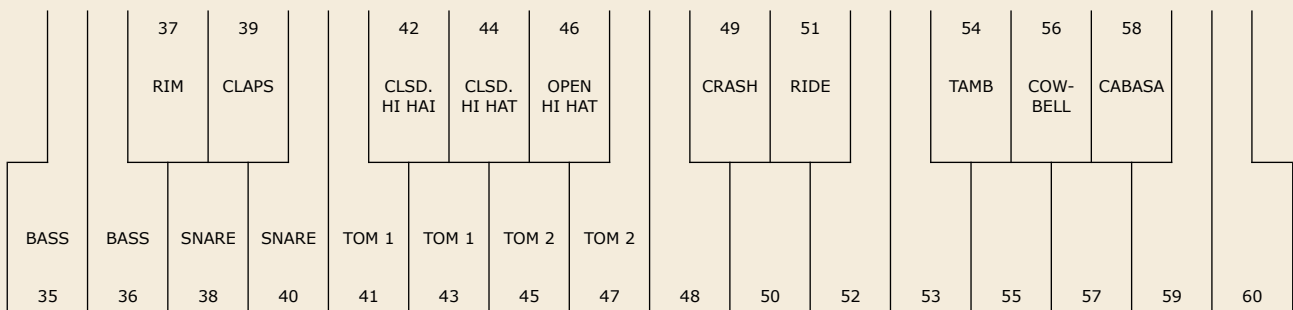 37 39 42 44 46 49 51 54 56 58
RIM CLAPS CLSD. CLSD. OPEN CRASH RIDE TAMB COW- CABASA
HI HAI HI HAT HI HAT BELL
BASS BASS SNARE SNARE TOM 1 TOM 1 TOM 2 TOM 2
35 36 38 40 41 43 45 47 48 50 52 53 55 57 59 60